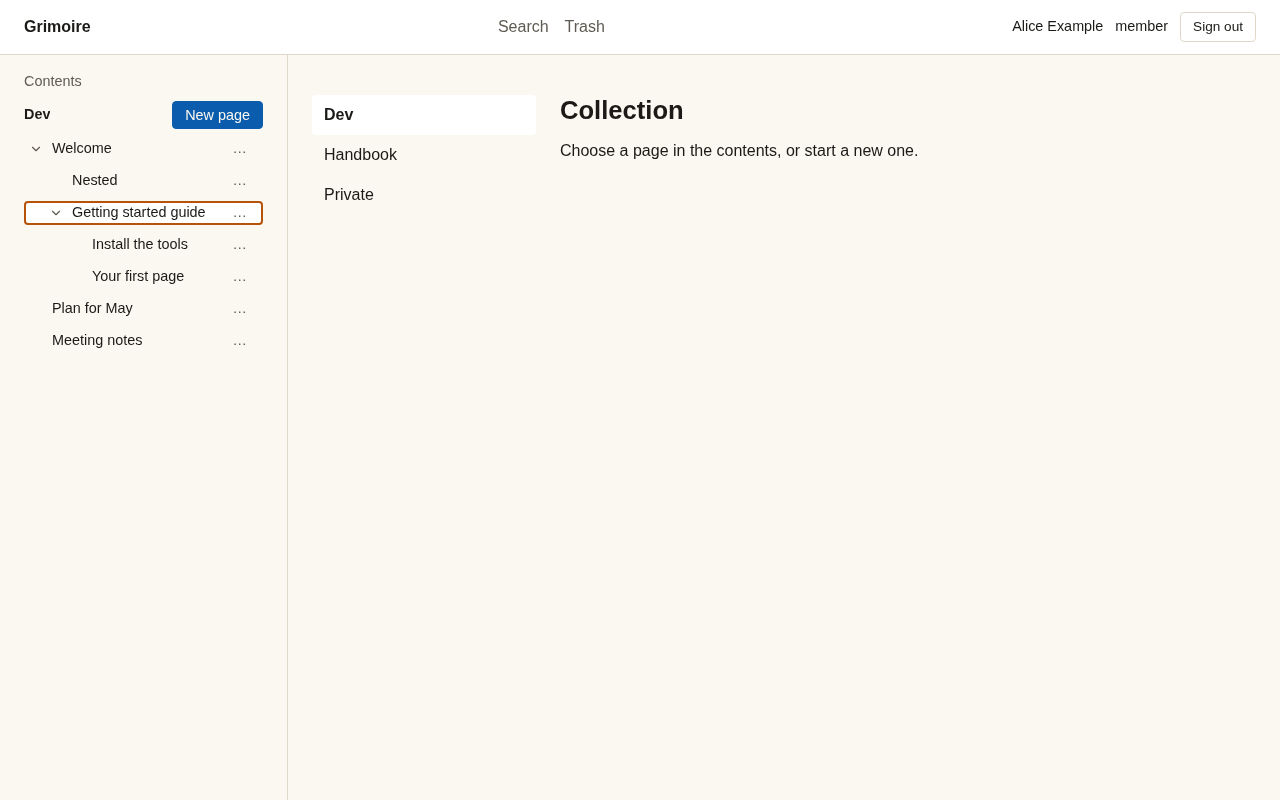 Grimoire
Search Trash
Alice Example member Sign out
Contents
Dev New page
Welcome ...
Nested ...
Getting started guide ...
Install the tools ...
Your first page ...
Plan for May ...
Meeting notes ...
Dev
Handbook
Private
Collection
Choose a page in the contents, or start a new one.